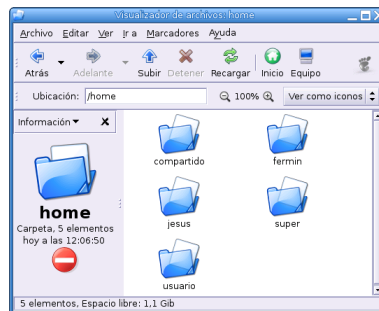 Visualizador de archivos: home
Archivo Editar Ver Ir a Marcadores Ayuda
Atrás Adelante Subir Detener Recargar Inicio Equipo
Ubicación: /home 100% Ver como iconos
Información
compartido fermin
home
Carpeta, 5 elementos
hoy a las 12:06:50
jesus super
usuario
5 elementos, Espacio libre: 1,1 Gib